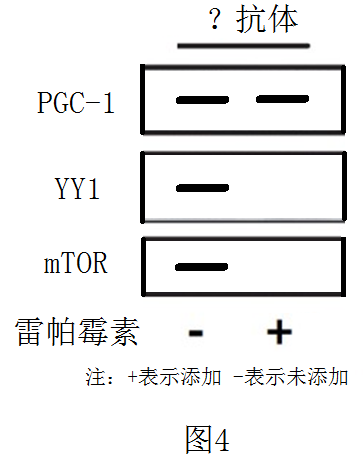 ？抗体
PGC-1
YY1
mTOR
雷帕霉素 - +
注：+表示添加 -表示未添加
图4